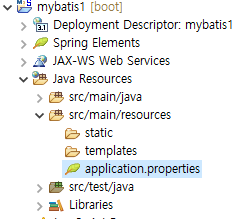 mybatis1 [boot]
Deployment Descriptor: mybatis1
Spring Elements
JAX-WS Web Services
Java Resources
src/main/java
src/main/resources
static
templates
application.properties
src/test/java
Libraries